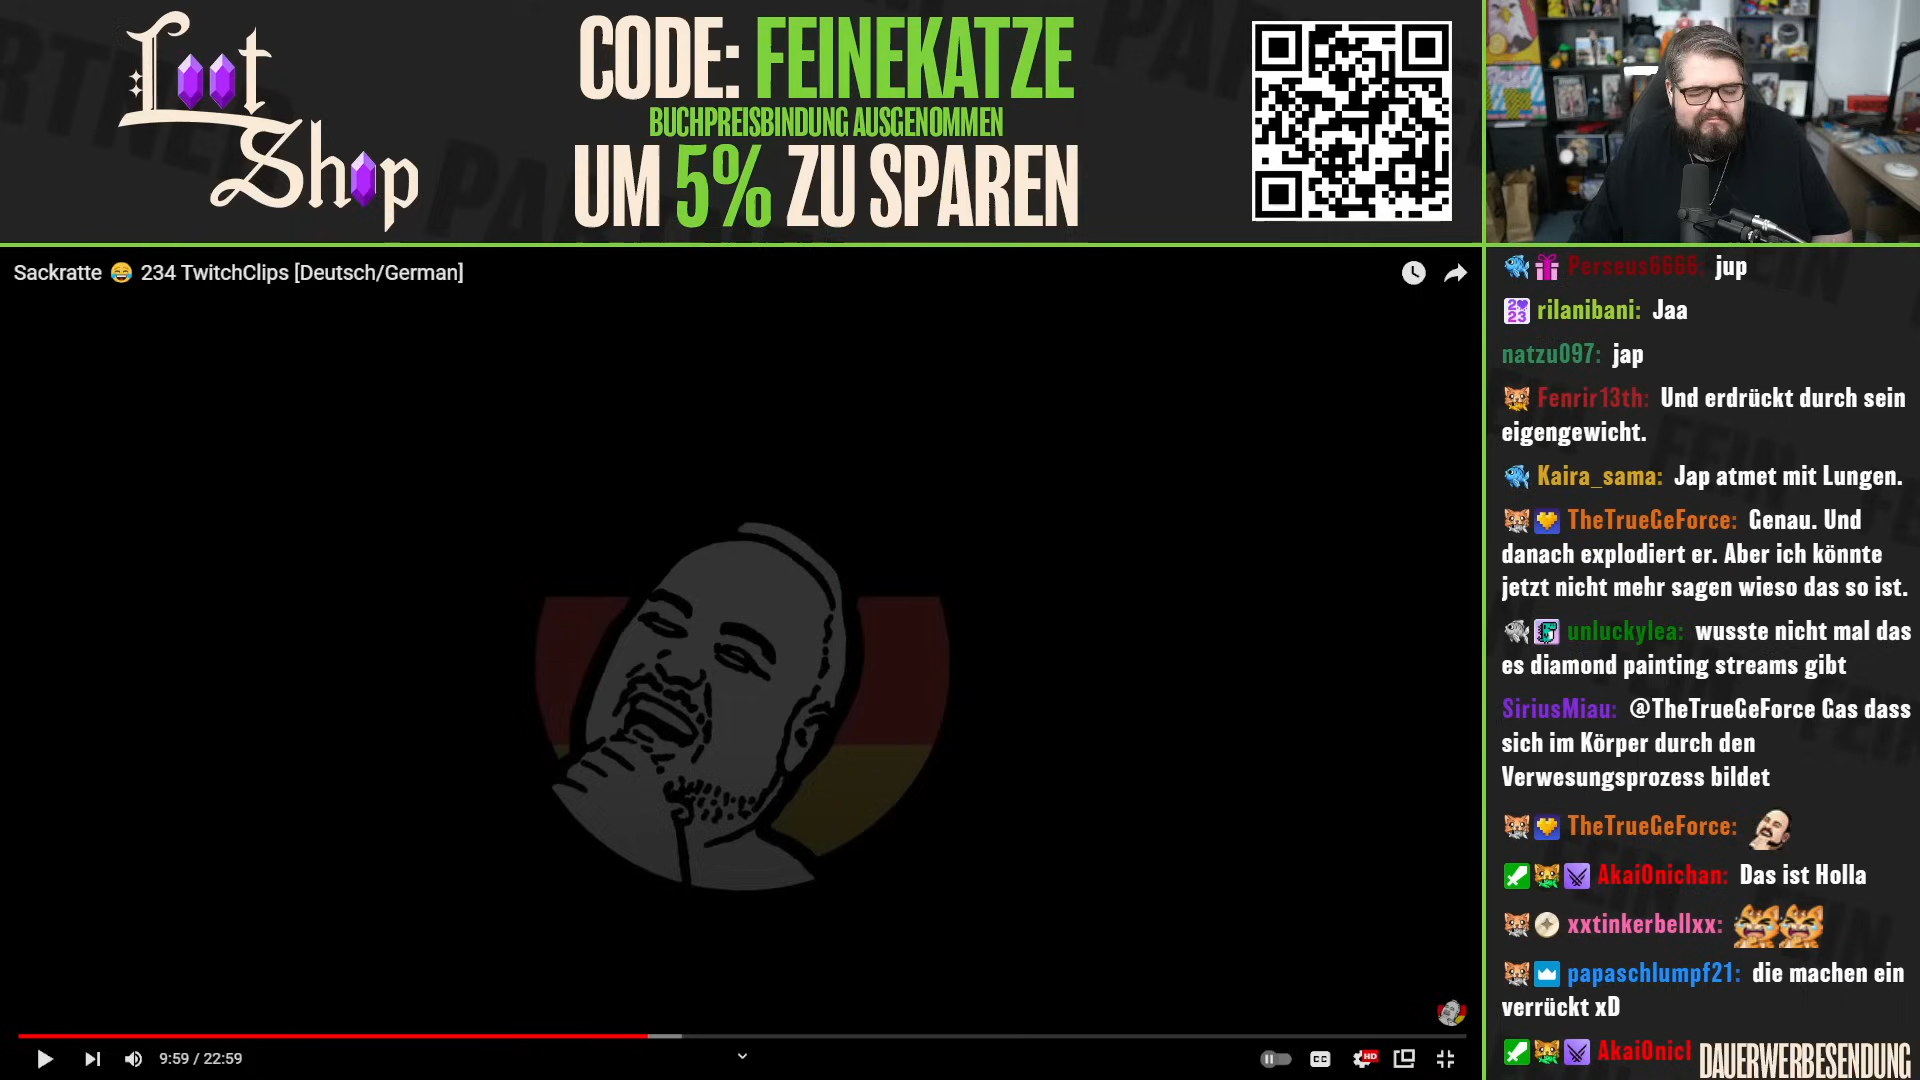 Loot
Shop
CODE: FEINEKATZE
BUCHPREISBINDUNG AUSGENOMMEN
UM 5% ZU SPAREN
Sackratte 😂 234 TwitchClips [Deutsch/German]
9:59 / 22:59
CC
HD
Perseus6666: jup
rilanibani: Jaa
natzu097: jap
Fenrir13th: Und erdrückt durch sein
eigengewicht.
Kaira_sama: Jap atmet mit Lungen.
TheTrueGeForce: Genau. Und
danach explodiert er. Aber ich könnte
jetzt nicht mehr sagen wieso das so ist.
unluckylea: wusste nicht mal das
es diamond painting streams gibt
SiriusMiau: @TheTrueGeForce Gas dass
sich im Körper durch den
Verwesungsprozess bildet
TheTrueGeForce:
AkaiOnichan: Das ist Holla
xxtinkerbellxx:
papaschlumpf21: die machen ein
verrückt xD
AkaiOnicl
DAUERWERBESENDUNG